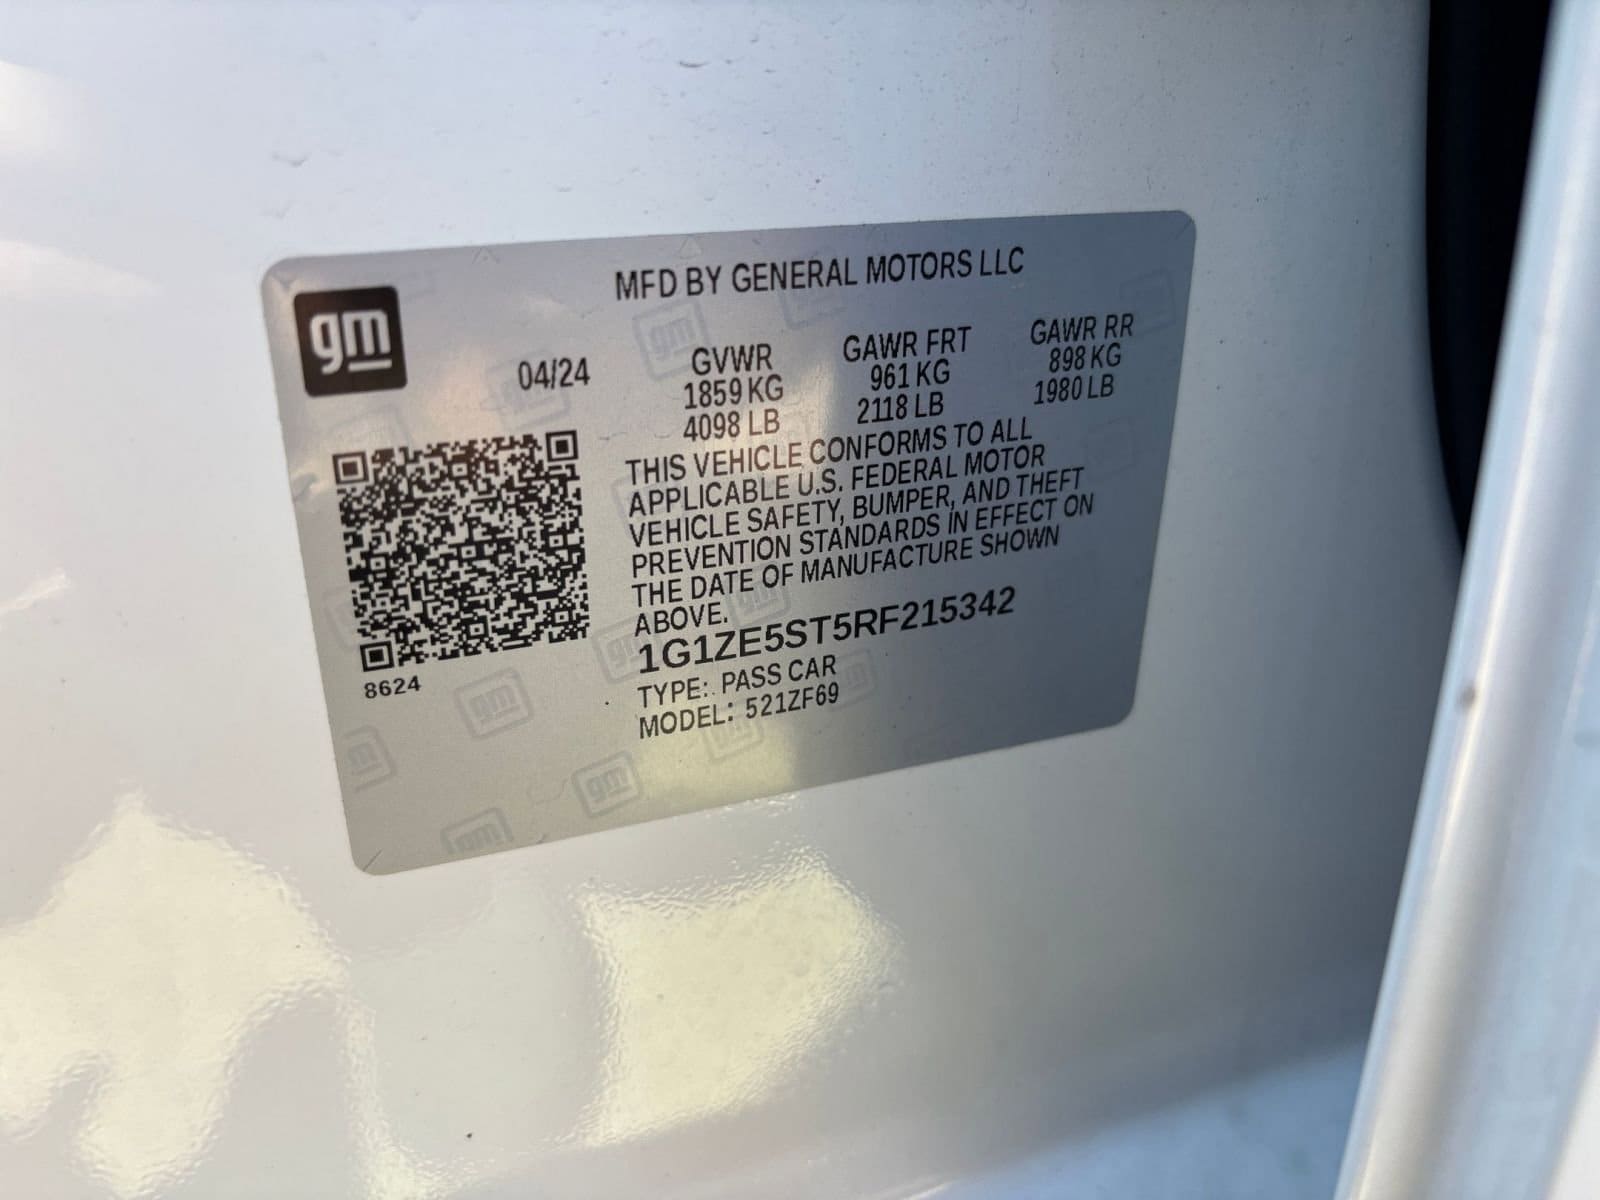 gm
MFD BY GENERAL MOTORS LLC
04/24
GVWR GAWR FRT GAWR RR
1859 KG 961 KG 898 KG
4098 LB 2118 LB 1980 LB
THIS VEHICLE CONFORMS TO ALL
APPLICABLE U.S. FEDERAL MOTOR
VEHICLE SAFETY, BUMPER, AND THEFT
PREVENTION STANDARDS IN EFFECT ON
THE DATE OF MANUFACTURE SHOWN
ABOVE.
1G1ZE5ST5RF215342
TYPE: PASS CAR
MODEL: 521ZF69
8624